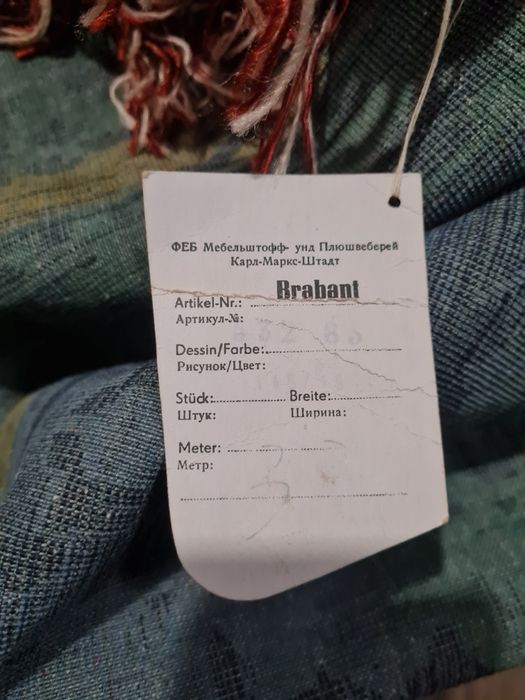 ФЕБ Мебельштофф- унд Плюшвеберей
Карл-Маркс-Штадт
Brabant
Artikel-Nr.:
Артикул-№:
Dessin/Farbe:
Рисунок/Цвет:
Stück: Breite:
Штук: Ширина:
Meter:
Метр: